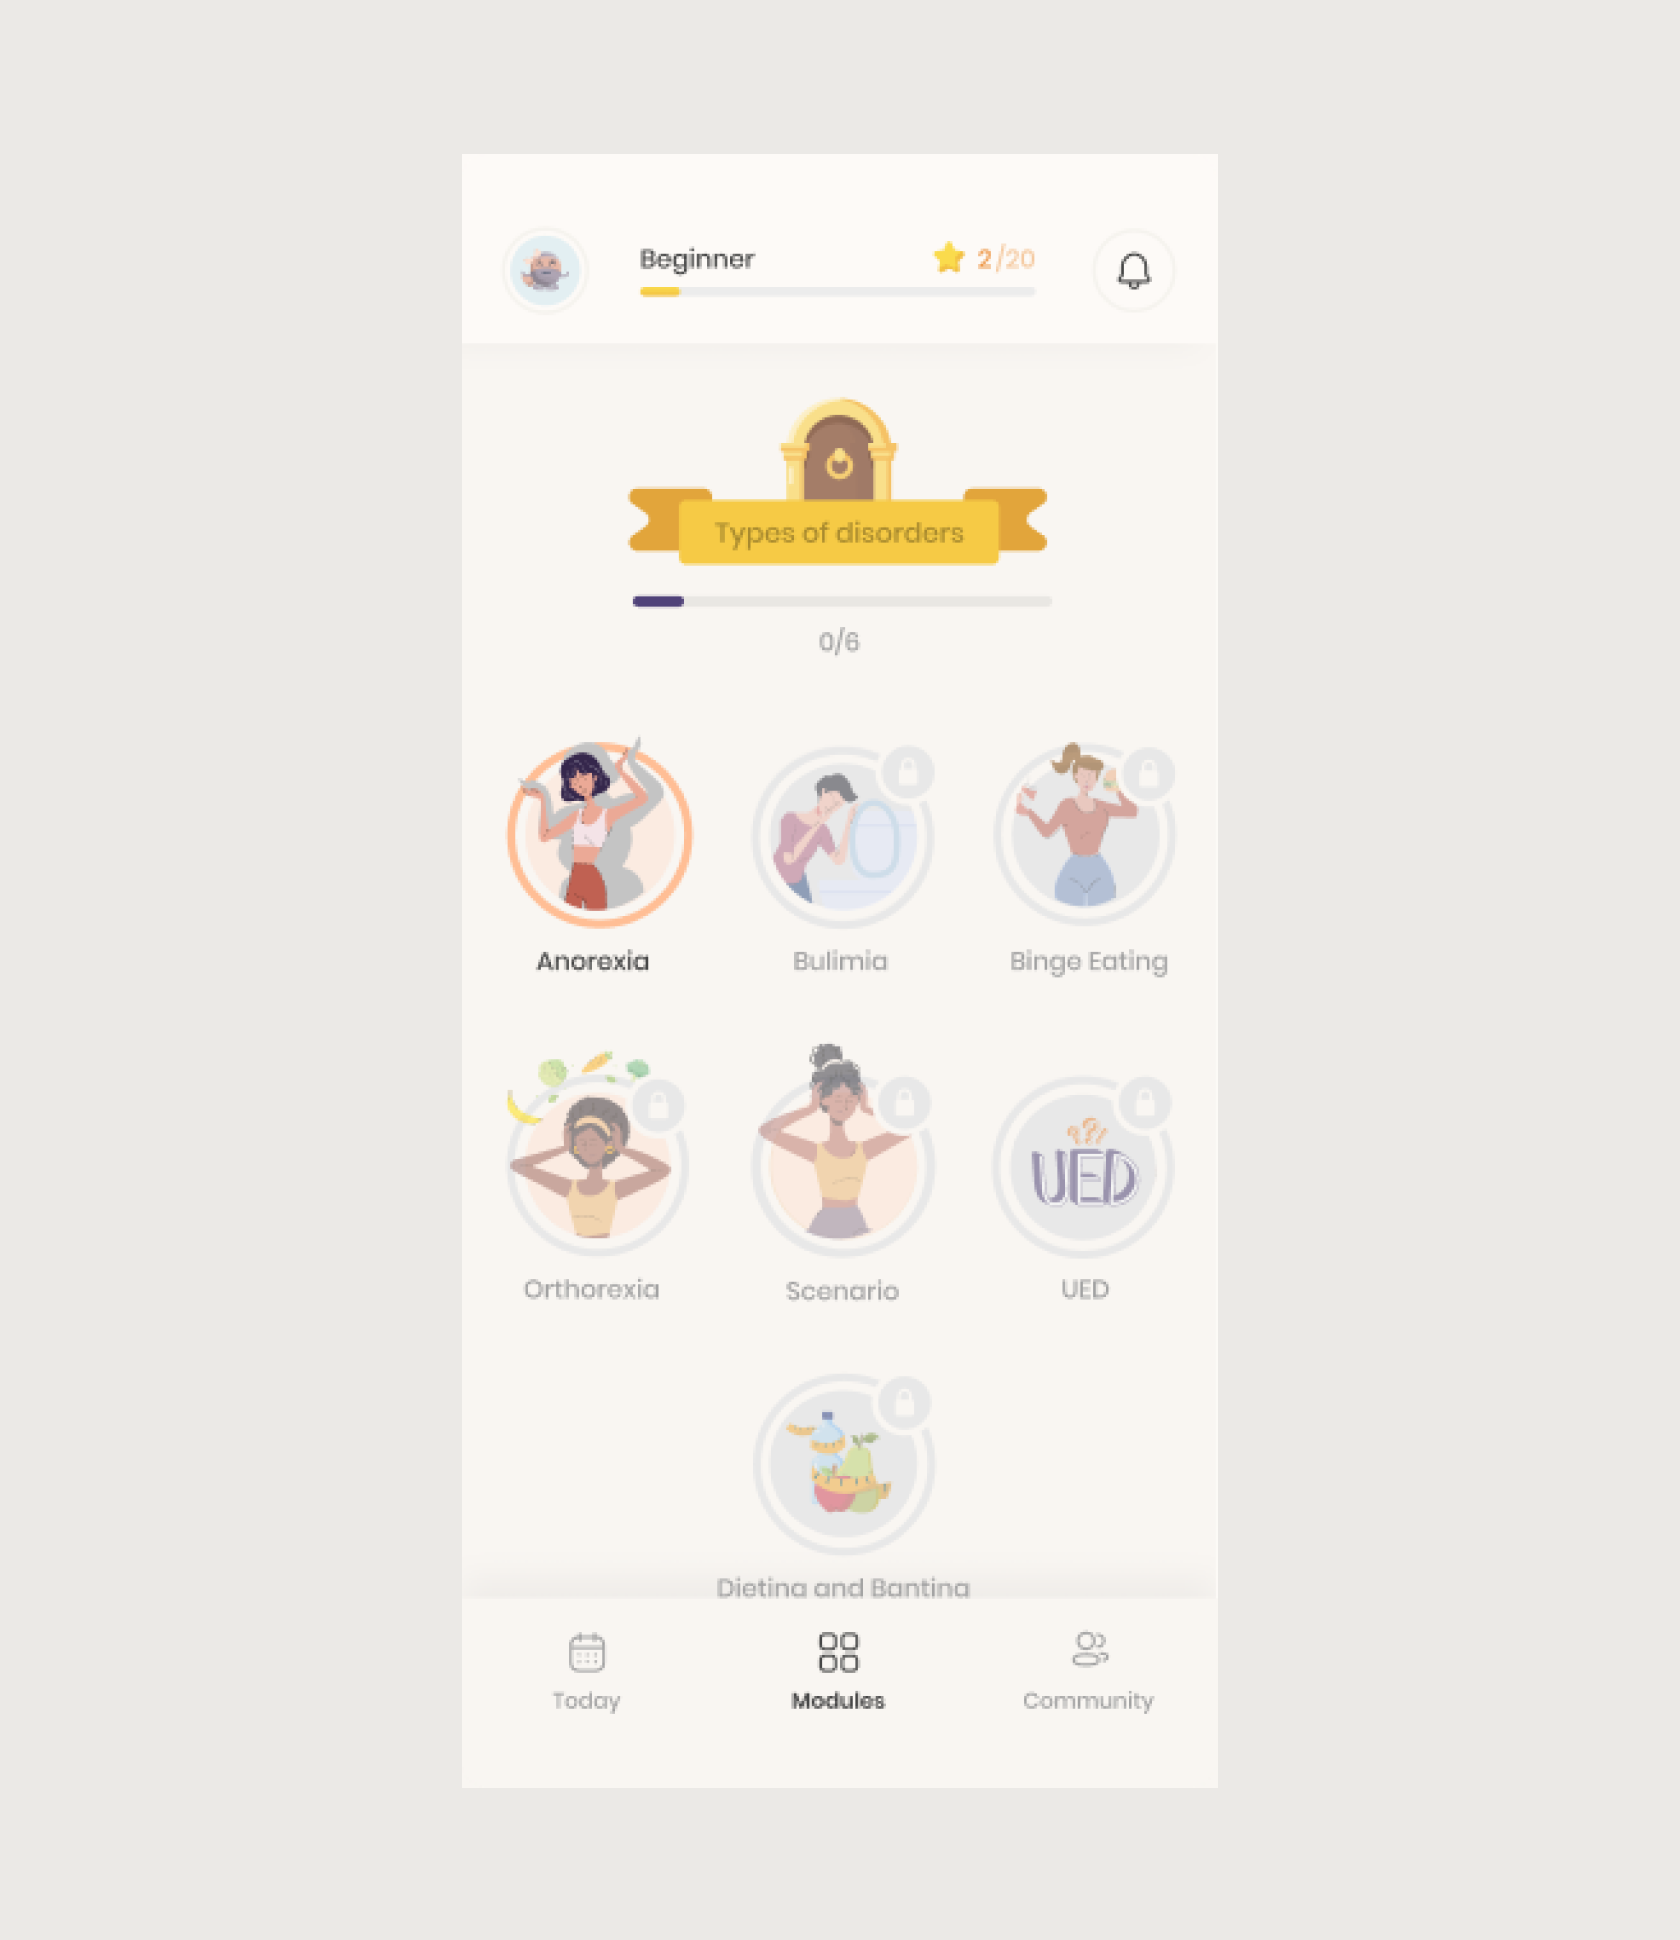 Beginner
2/20
Types of disorders
0/6
Anorexia
Bulimia
Binge Eating
UED
Orthorexia
Scenario
UED
Dieting and Banting
Today
Modules
Community